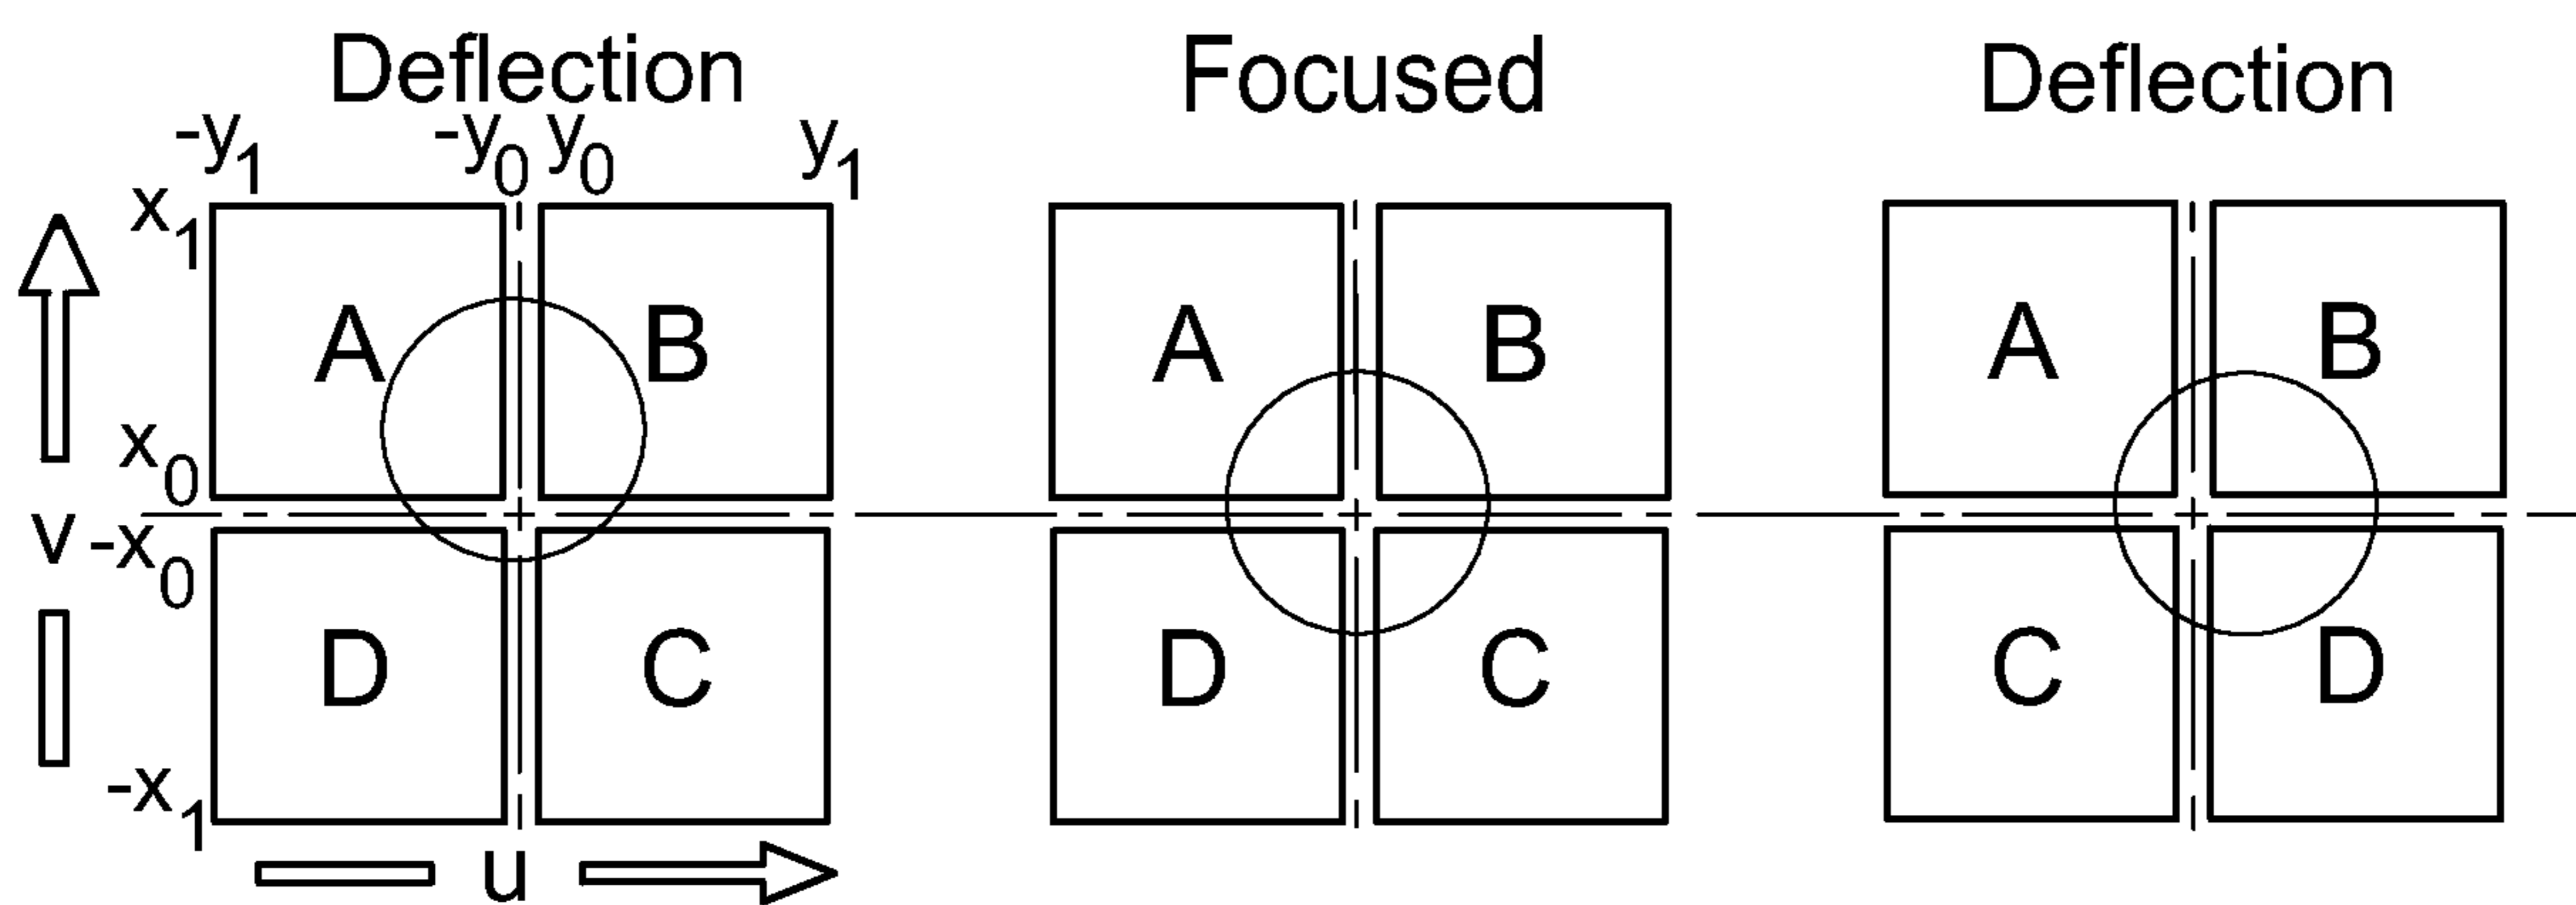 Deflection Focused Deflection
-y1 -y0 y0 y1
x1
A B A B A B
x0
v -x0
D C D C C D
-x1
u